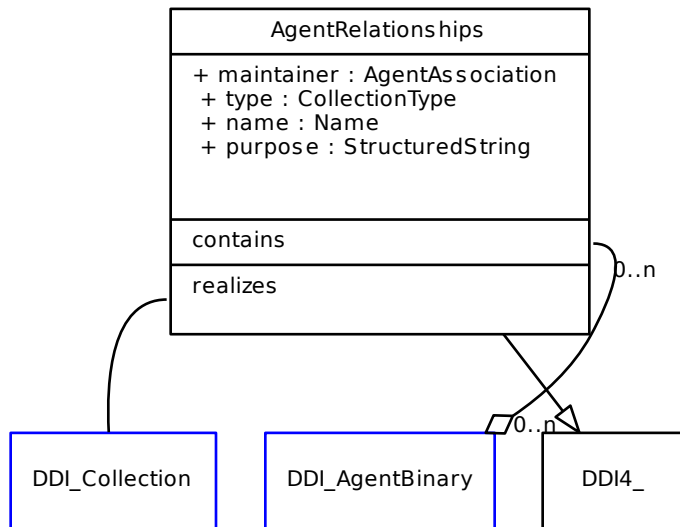 AgentRelationships
+ maintainer : AgentAssociation
+ type : CollectionType
+ name : Name
+ purpose : StructuredString
contains
0..n
realizes
0..n
DDI_Collection
DDI_AgentBinary
DDI4_